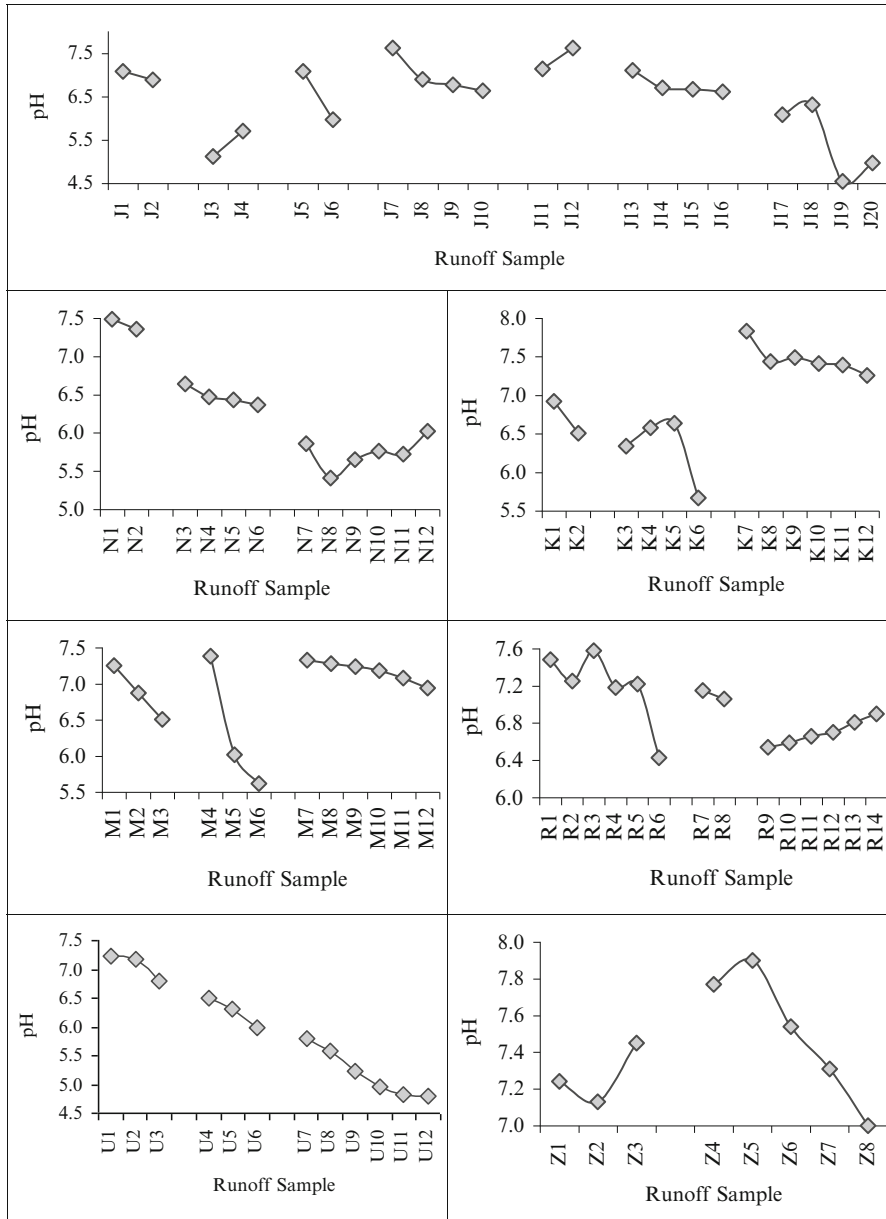 7.5
6.5
5.5
4.5
pH
J1 J2 J3 J4 J5 J6 J7 J8 J9 J10 J11 J12 J13 J14 J15 J16 J17 J18 J19 J20
Runoff Sample
7.5
7.0
6.5
6.0
5.5
5.0
pH
N1 N2 N3 N4 N5 N6 N7 N8 N9 N10 N11 N12
Runoff Sample
8.0
7.5
7.0
6.5
6.0
5.5
pH
K1 K2 K3 K4 K5 K6 K7 K8 K9 K10 K11 K12
Runoff Sample
7.5
7.0
6.5
6.0
5.5
pH
M1 M2 M3 M4 M5 M6 M7 M8 M9 M10 M11 M12
Runoff Sample
7.6
7.2
6.8
6.4
6.0
pH
R1 R2 R3 R4 R5 R6 R7 R8 R9 R10 R11 R12 R13 R14
Runoff Sample
7.5
7.0
6.5
6.0
5.5
5.0
4.5
pH
U1 U2 U3 U4 U5 U6 U7 U8 U9 U10 U11 U12
Runoff Sample
8.0
7.8
7.6
7.4
7.2
7.0
pH
Z1 Z2 Z3 Z4 Z5 Z6 Z7 Z8
Runoff Sample